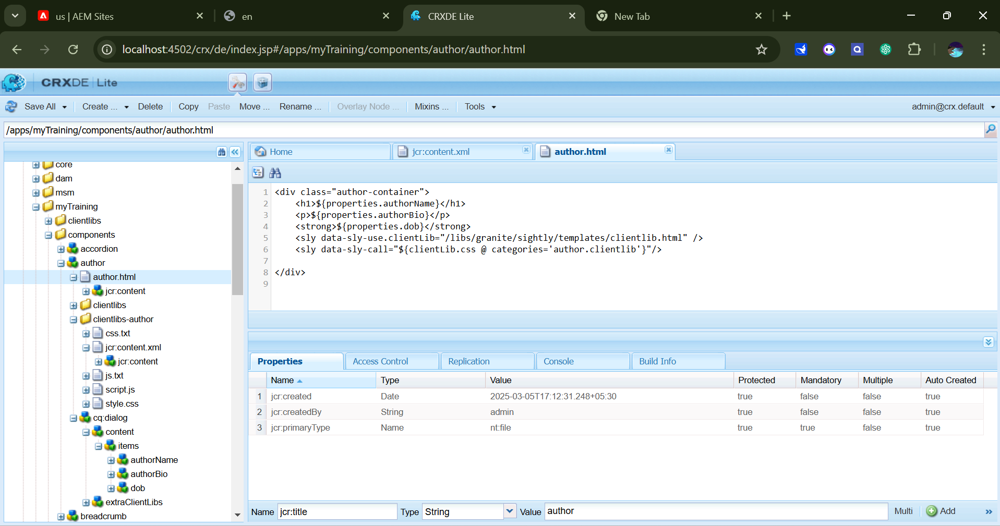 us | AEM Sites
en
CRXDE Lite
New Tab
localhost:4502/crx/de/index.jsp#/apps/myTraining/components/author/author.html
CRXDE Lite
Save All
Create ...
Delete
Copy
Paste
Move ...
Rename ...
Overlay Node ...
Mixins ...
Tools
admin@crx.default
/apps/myTraining/components/author/author.html
core
dam
msm
myTraining
clientlibs
components
accordion
author
author.html
jcr:content
clientlibs
clientlibs-author
css.txt
jcr:content.xml
jcr:content
js.txt
script.js
style.css
cq:dialog
content
items
authorName
authorBio
dob
extraClientLibs
breadcrumb
Home
jcr:content.xml
author.html
1 <div class="author-container">
2 <h1>${properties.authorName}</h1>
3 <p>${properties.authorBio}</p>
4 <strong>${properties.dob}</strong>
5 <sly data-sly-use.clientLib="/libs/granite/sightly/templates/clientlib.html" />
6 <sly data-sly-call="${clientLib.css @ categories='author.clientlib'}"/>
7
8 </div>
9
Properties
Access Control
Replication
Console
Build Info
Name Type Value Protected Mandatory Multiple Auto Created
1 jcr:created Date 2025-03-05T17:12:31.248+05:30 true false false true
2 jcr:createdBy String admin true false false true
3 jcr:primaryType Name nt:file true true false true
Name jcr:title Type String Value author Multi Add »